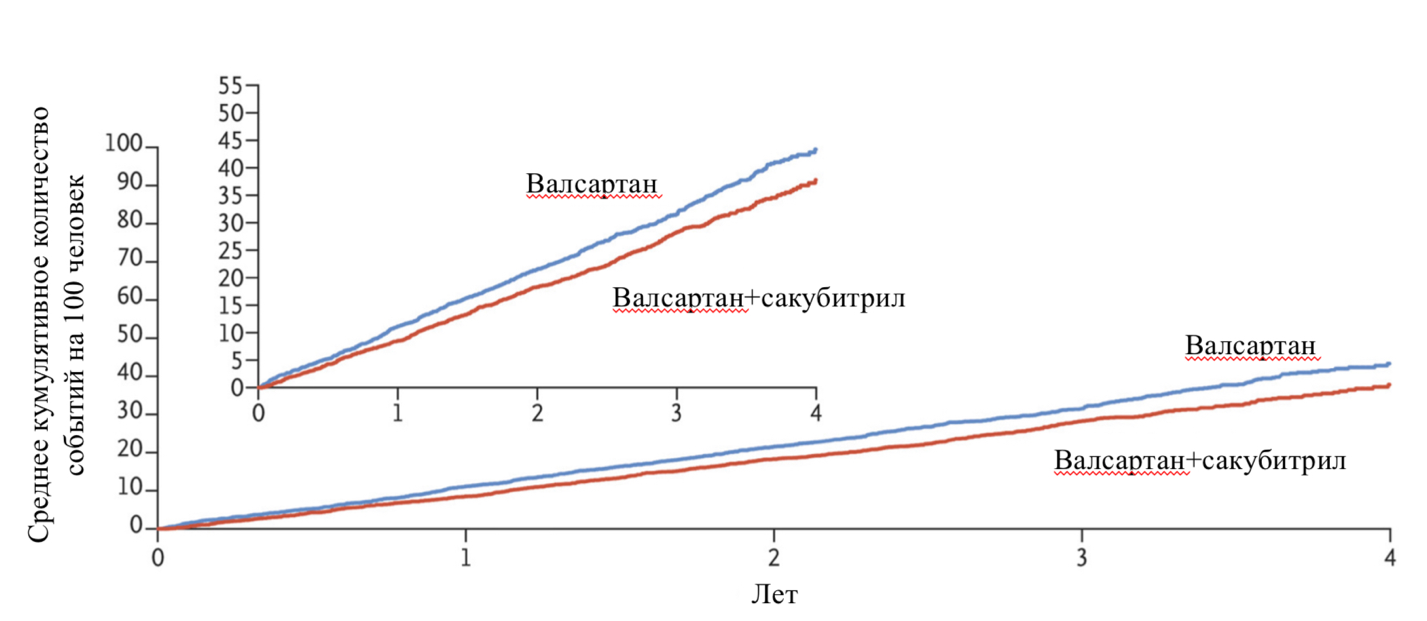 55
50
45
40
35
30
25
20
15
10
5
0
0 1 2 3 4
Валсартан
Валсартан+сакубитрил
Среднее кумулятивное количество
событий на 100 человек
100
90
80
70
60
50
40
30
20
10
0
0 1 2 3 4
Валсартан
Валсартан+сакубитрил
Лет